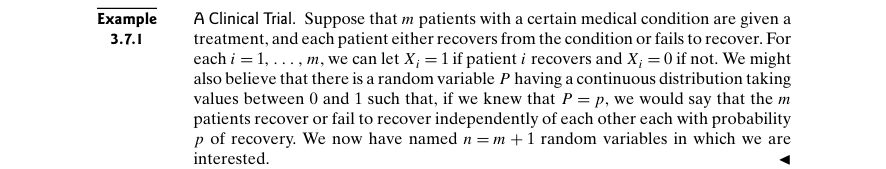 Example 3.7.1
A Clinical Trial. Suppose that m patients with a certain medical condition are given a
treatment, and each patient either recovers from the condition or fails to recover. For
each i = 1, . . . , m, we can let Xᵢ = 1 if patient i recovers and Xᵢ = 0 if not. We might
also believe that there is a random variable P having a continuous distribution taking
values between 0 and 1 such that, if we knew that P = p, we would say that the m
patients recover or fail to recover independently of each other each with probability
p of recovery. We now have named n = m + 1 random variables in which we are
interested. ◄